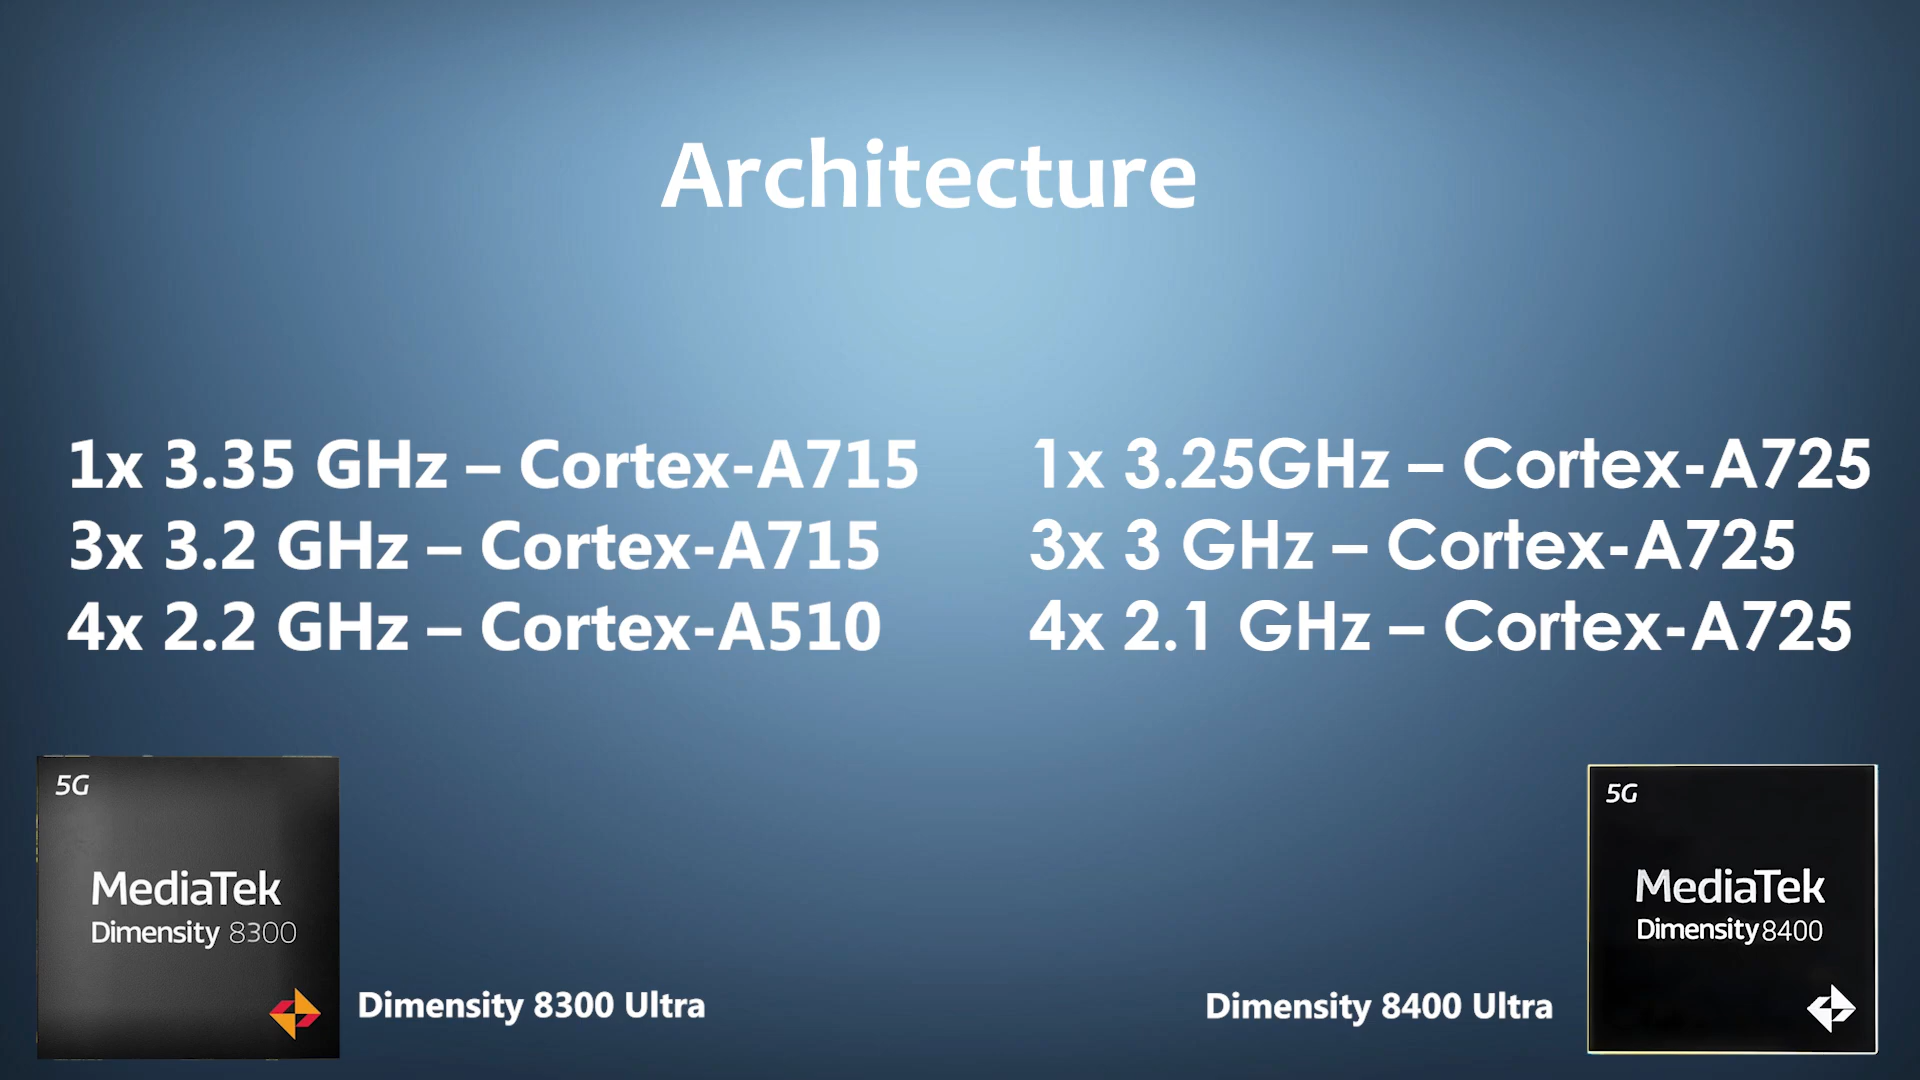 Architecture
1x 3.35 GHz – Cortex-A715
3x 3.2 GHz – Cortex-A715
4x 2.2 GHz – Cortex-A510
1x 3.25GHz – Cortex-A725
3x 3 GHz – Cortex-A725
4x 2.1 GHz – Cortex-A725
5G
MediaTek
Dimensity 8300
Dimensity 8300 Ultra
Dimensity 8400 Ultra
5G
MediaTek
Dimensity 8400